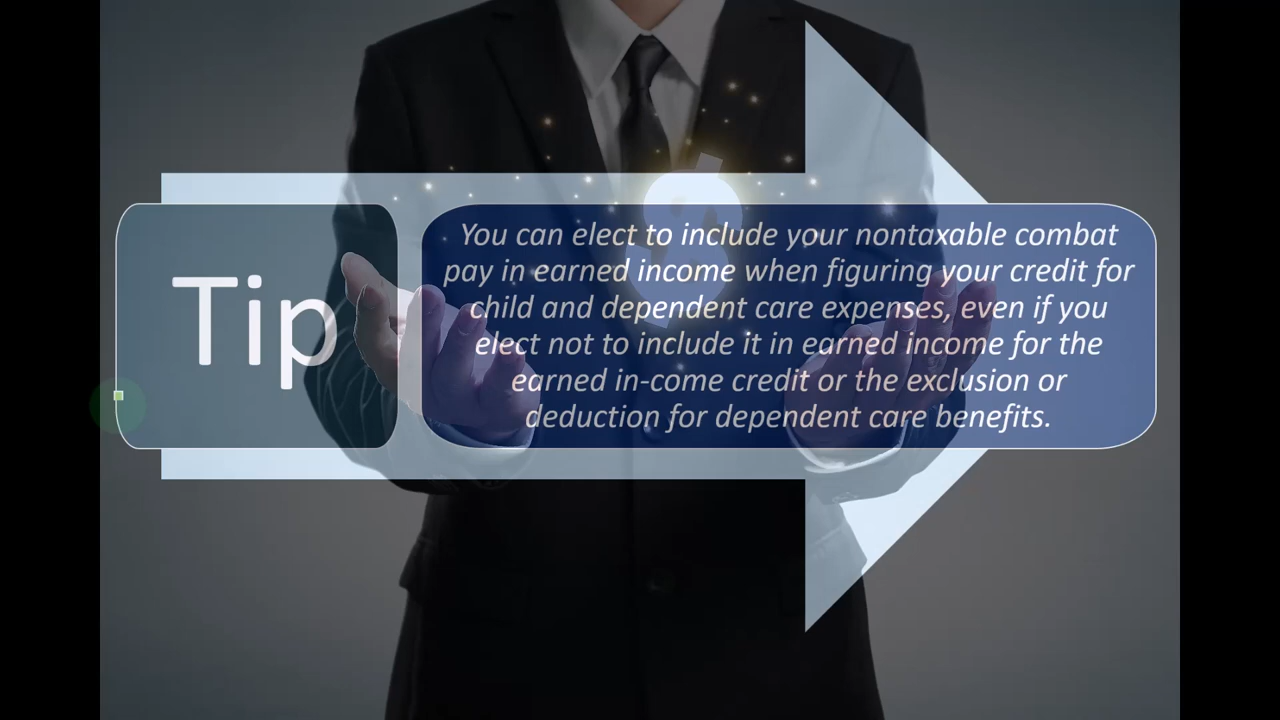 Tip
You can elect to include your nontaxable combat
pay in earned income when figuring your credit for
child and dependent care expenses, even if you
elect not to include it in earned income for the
earned in-come credit or the exclusion or
deduction for dependent care benefits.